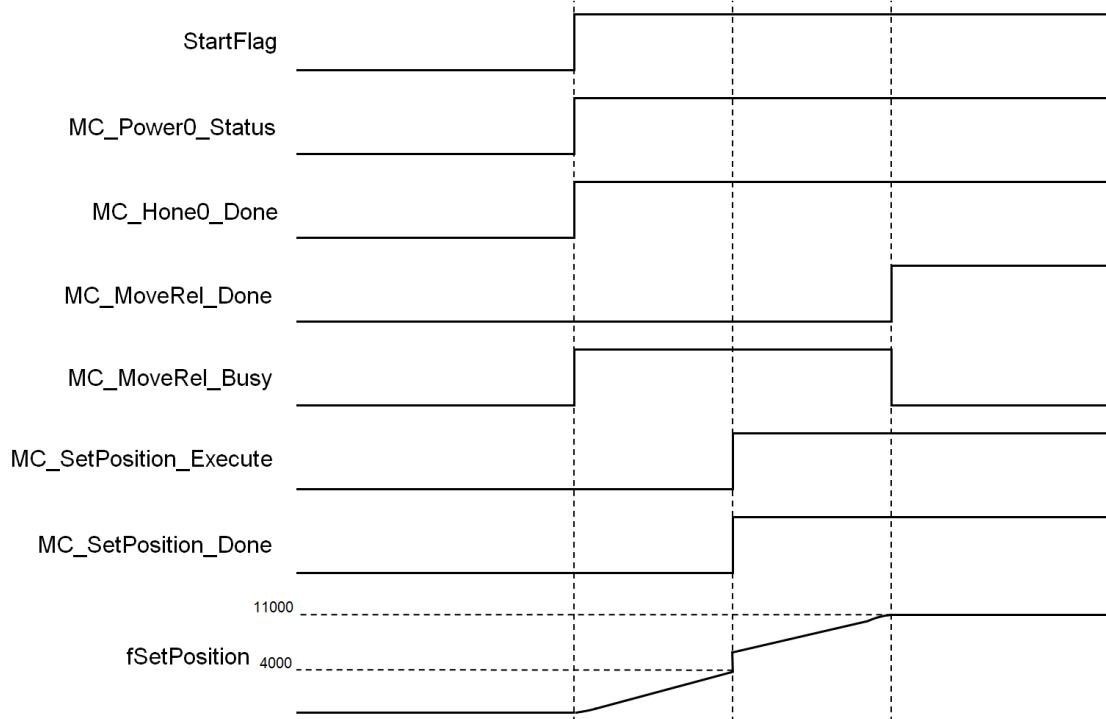 StartFlag
MC_Power0_Status
MC_Hone0_Done
MC_MoveRel_Done
MC_MoveRel_Busy
MC_SetPosition_Execute
MC_SetPosition_Done
11000
fSetPosition 4000